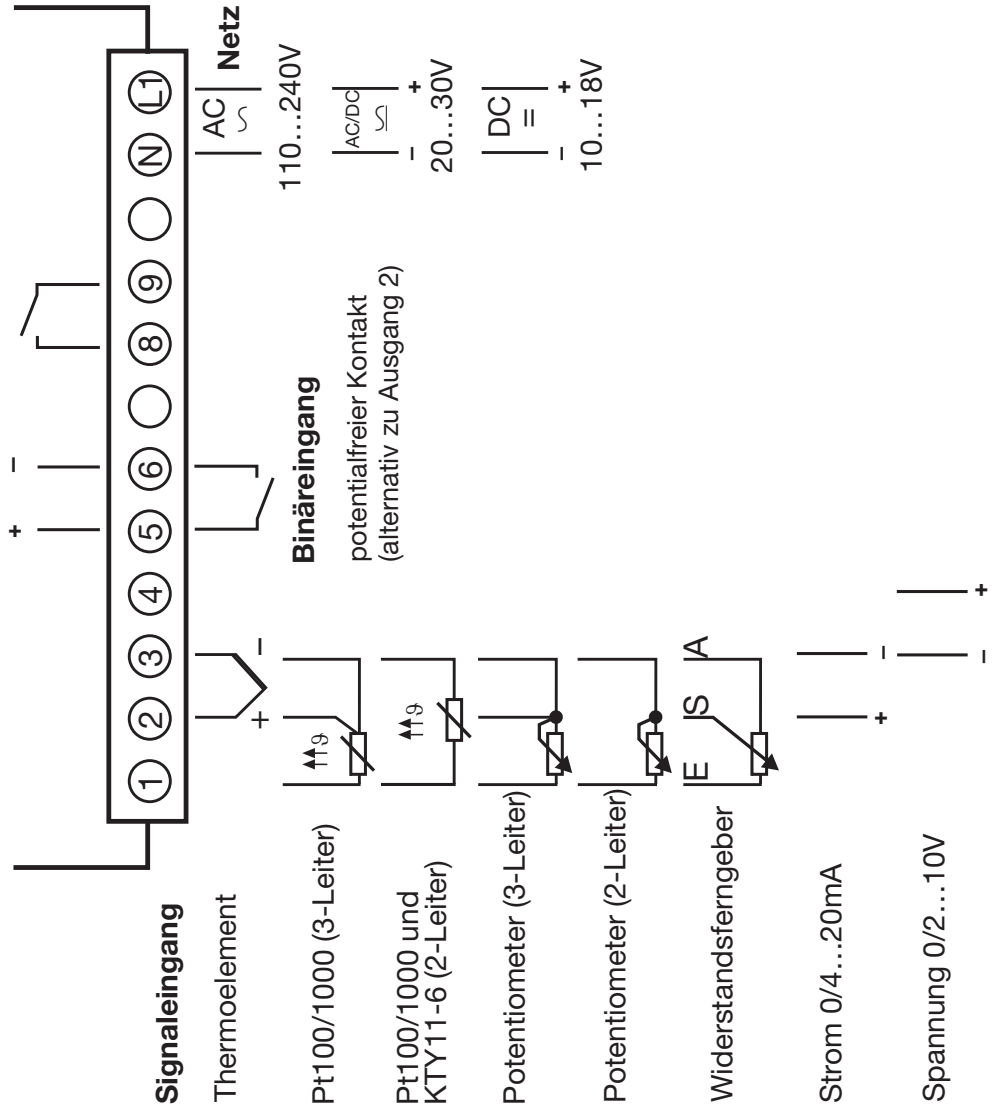 + −
1 2 3 4 5 6 8 9 N L1
Signaleingang
Thermoelement
+ −
Pt100/1000 (3-Leiter)
ϑ
Pt100/1000 und
KTY11-6 (2-Leiter)
ϑ
Potentiometer (3-Leiter)
Potentiometer (2-Leiter)
Widerstandsferngeber
E S A
Strom 0/4...20mA
+ −
Spannung 0/2...10V
− +
Binäreingang
potentialfreier Kontakt
(alternativ zu Ausgang 2)
Netz
AC
110...240V
AC/DC
− +
20...30V
DC
=
− +
10...18V